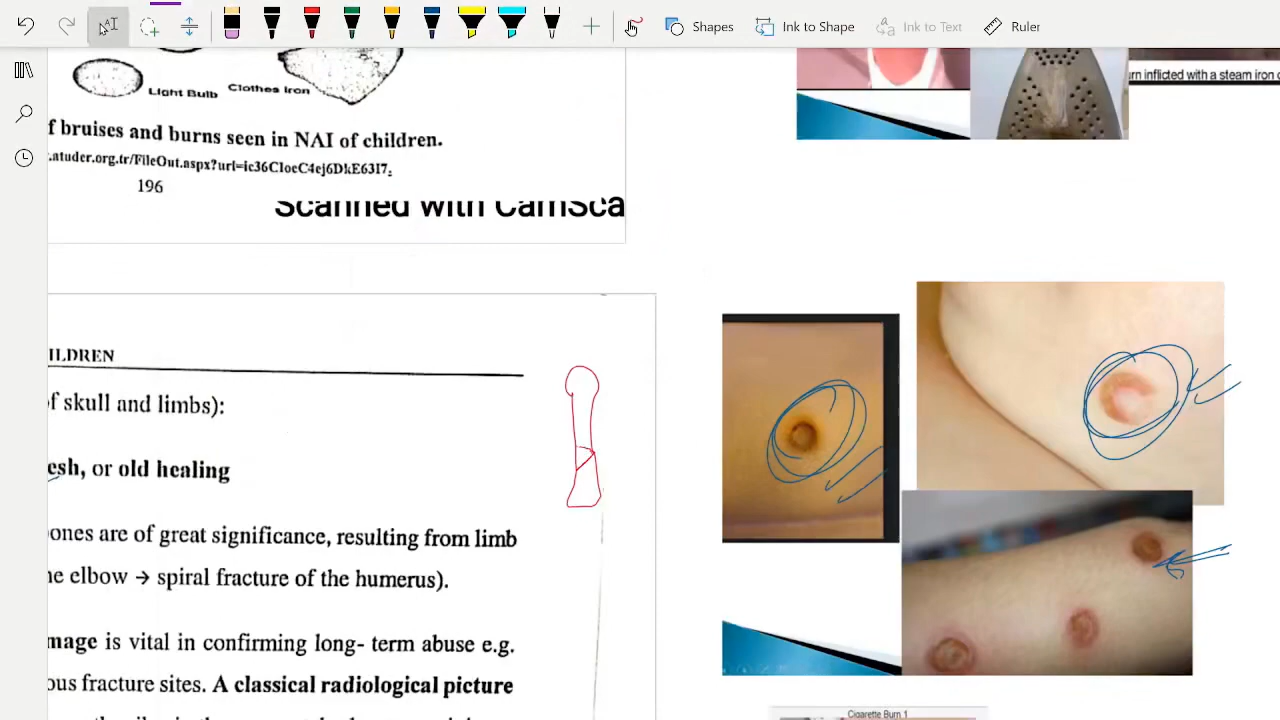 Shapes
Ink to Shape
Ink to Text
Ruler
Light Bulb
Clothes Iron
f bruises and burns seen in NAI of children.
196
Scanned with CamSca
urn inflicted with a steam iron
ILDREN
of skull and limbs):
esh, or old healing
ones are of great significance, resulting from limb
ne elbow → spiral fracture of the humerus).
mage is vital in confirming long- term abuse e.g.
ous fracture sites. A classical radiological picture
Cigarette Burn 1